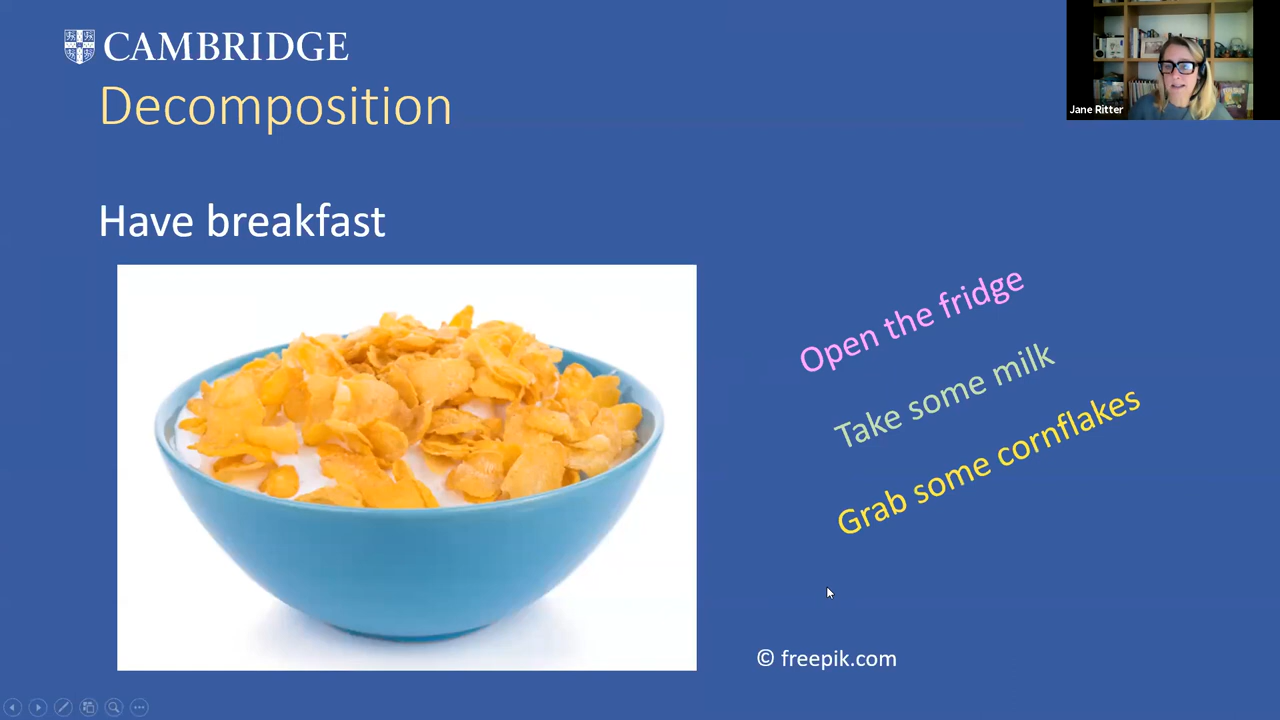 CAMBRIDGE
Jane Ritter
Decomposition
Have breakfast
Open the fridge
Take some milk
Grab some cornflakes
© freepik.com